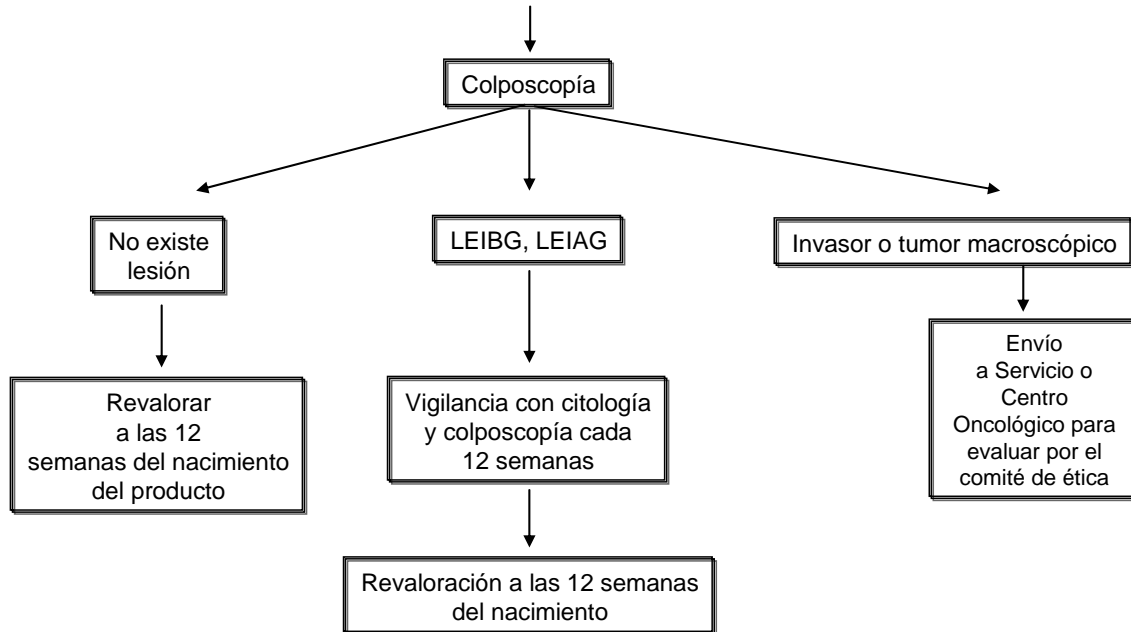 Colposcopía
No existe
lesión
LEIBG, LEIAG
Invasor o tumor macroscópico
Revalorar
a las 12
semanas del nacimiento
del producto
Vigilancia con citología
y colposcopía cada
12 semanas
Envío
a Servicio o
Centro
Oncológico para
evaluar por el
comité de ética
Revaloración a las 12 semanas
del nacimiento